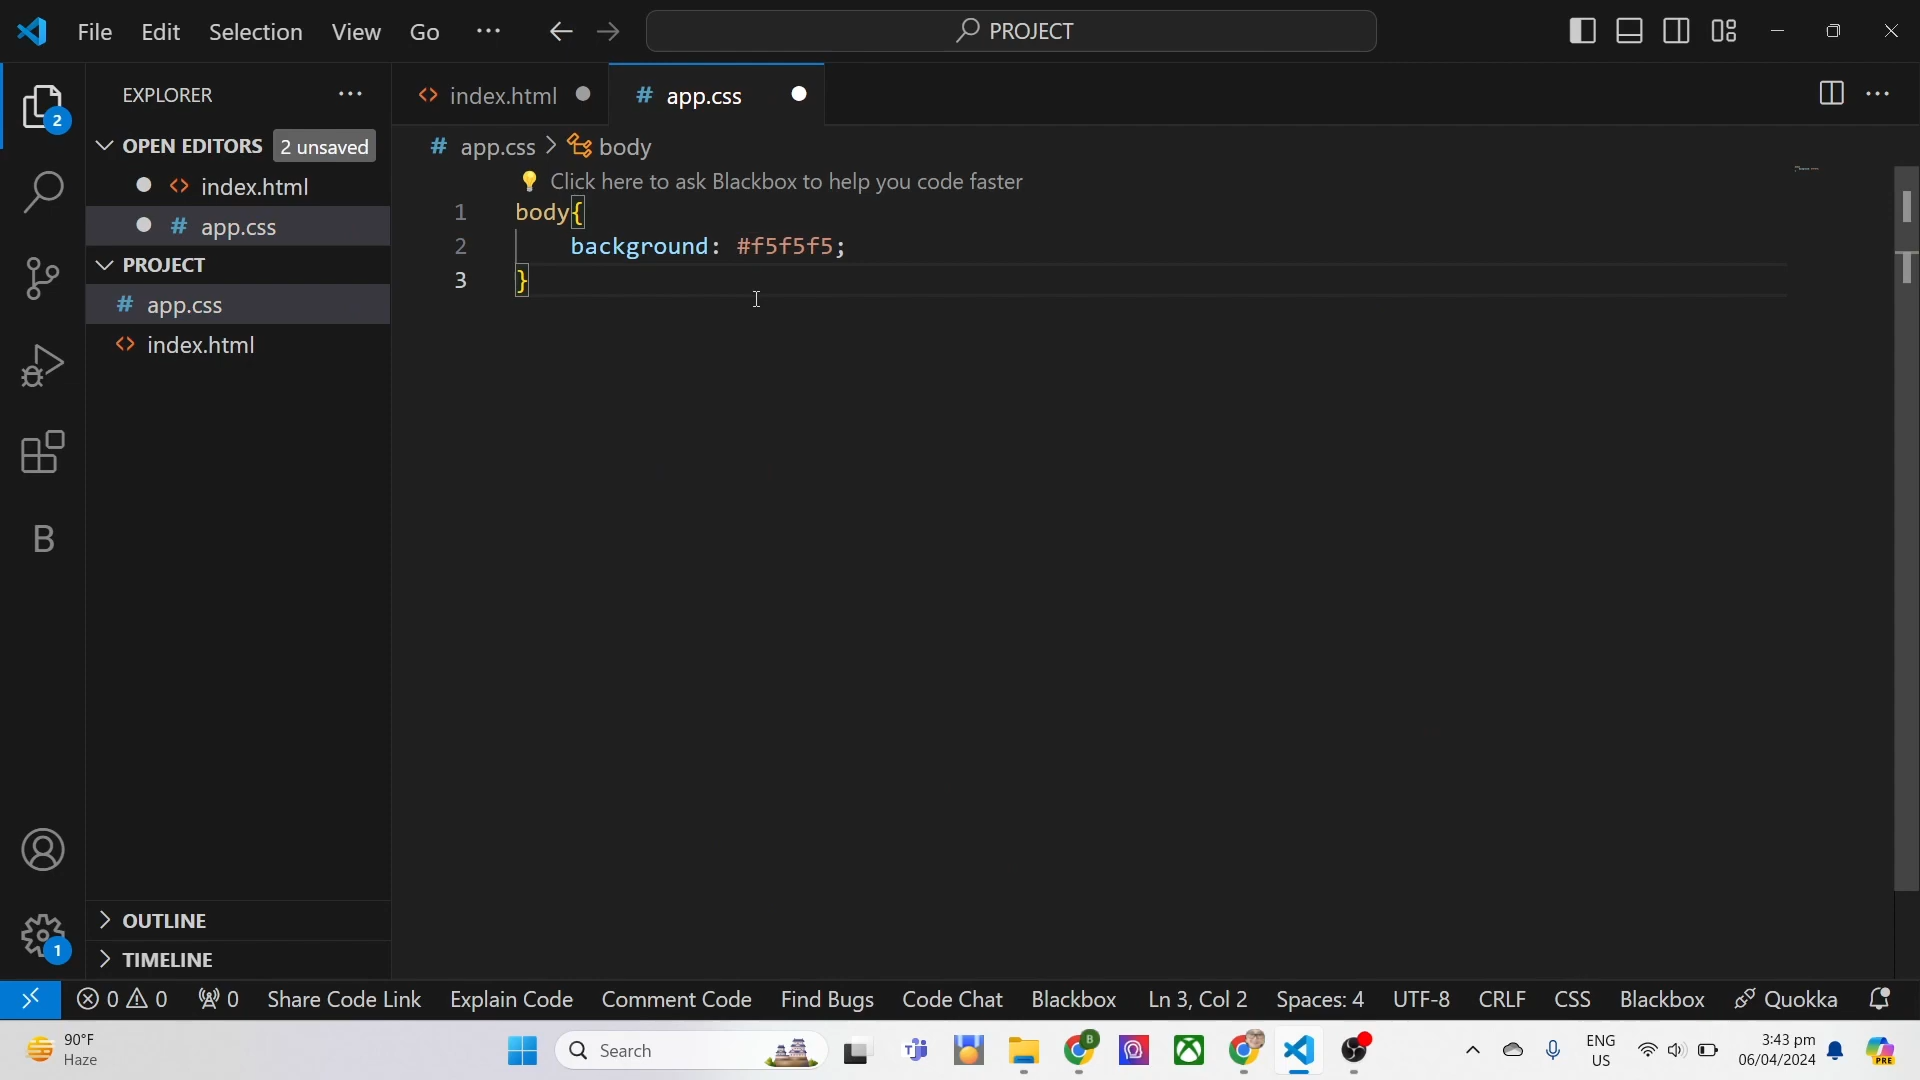 File Edit Selection View Go ··· PROJECT
EXPLORER ···
OPEN EDITORS 2 unsaved
<> index.html
# app.css
PROJECT
# app.css
<> index.html
OUTLINE
TIMELINE
<> index.html # app.css
# app.css > body
Click here to ask Blackbox to help you code faster
1 body{
2 background: #f5f5f5;
3 }
2
B
1
0 0 0 Share Code Link Explain Code Comment Code Find Bugs Code Chat Blackbox Ln 3, Col 2 Spaces: 4 UTF-8 CRLF CSS Blackbox Quokka
90°F
Haze
Search
B
PRE
ENG
US
3:43 pm
06/04/2024